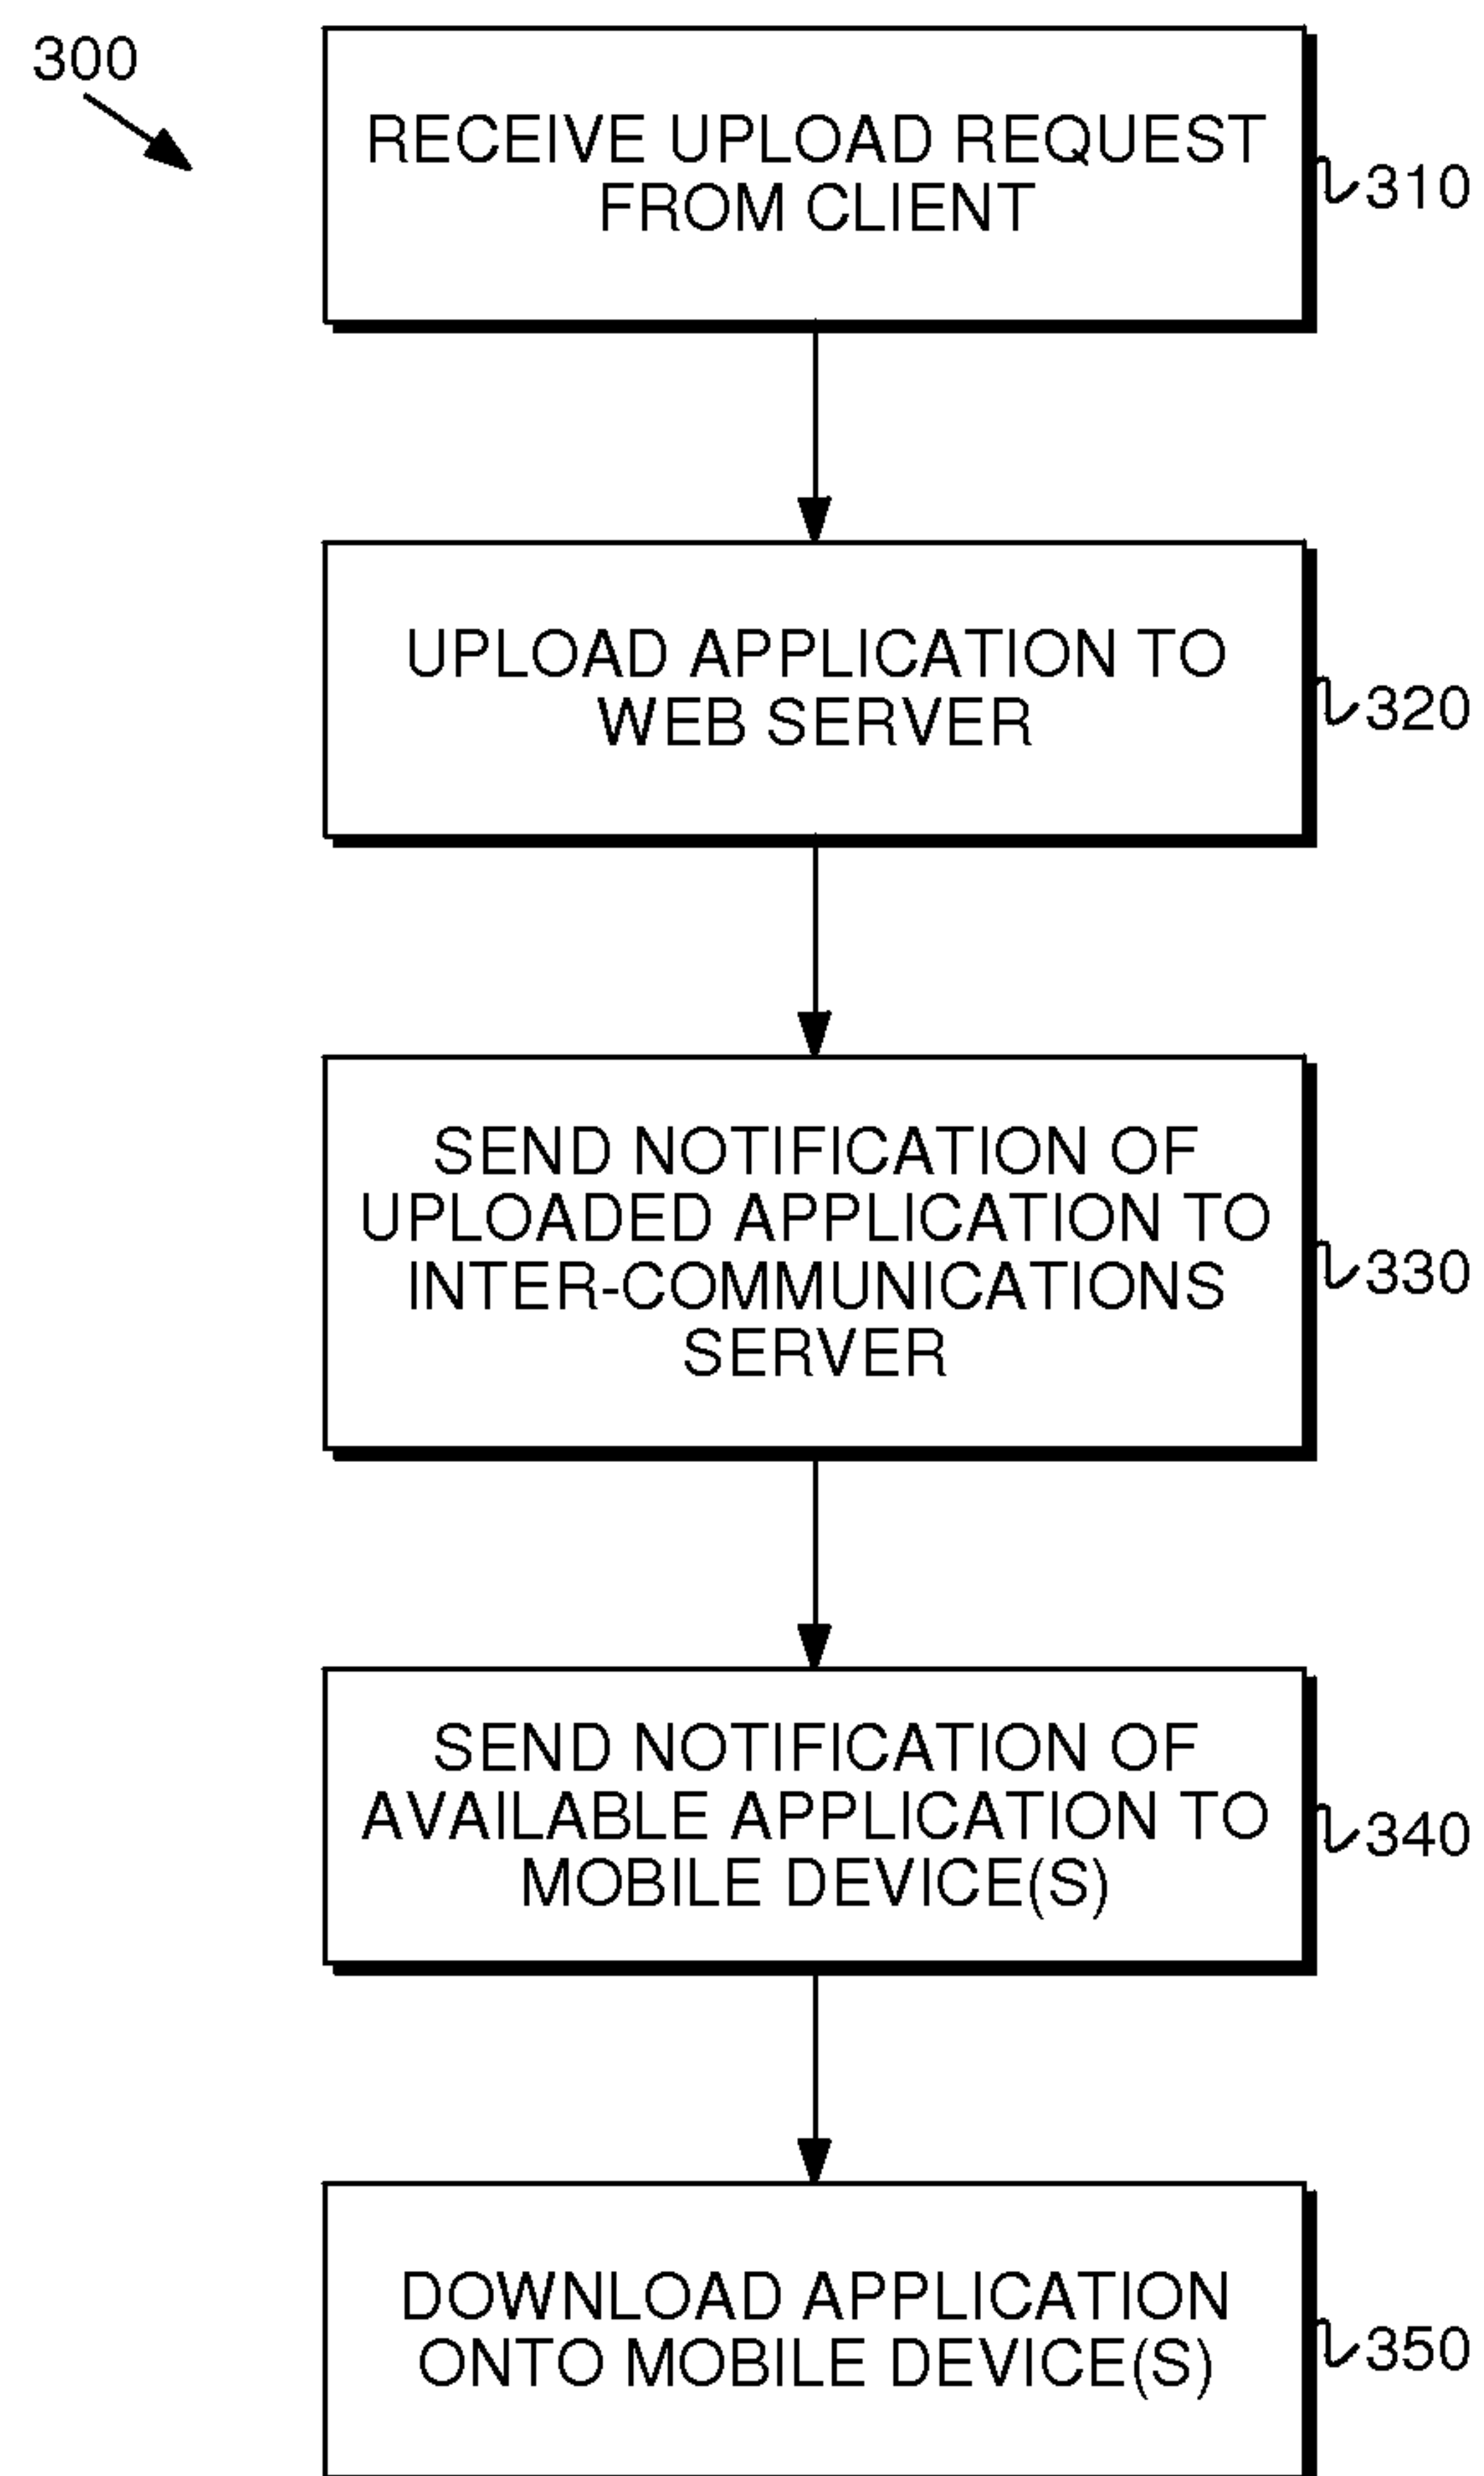 300
RECEIVE UPLOAD REQUEST
FROM CLIENT
310
UPLOAD APPLICATION TO
WEB SERVER
320
SEND NOTIFICATION OF
UPLOADED APPLICATION TO
INTER-COMMUNICATIONS
SERVER
330
SEND NOTIFICATION OF
AVAILABLE APPLICATION TO
MOBILE DEVICE(S)
340
DOWNLOAD APPLICATION
ONTO MOBILE DEVICE(S)
350